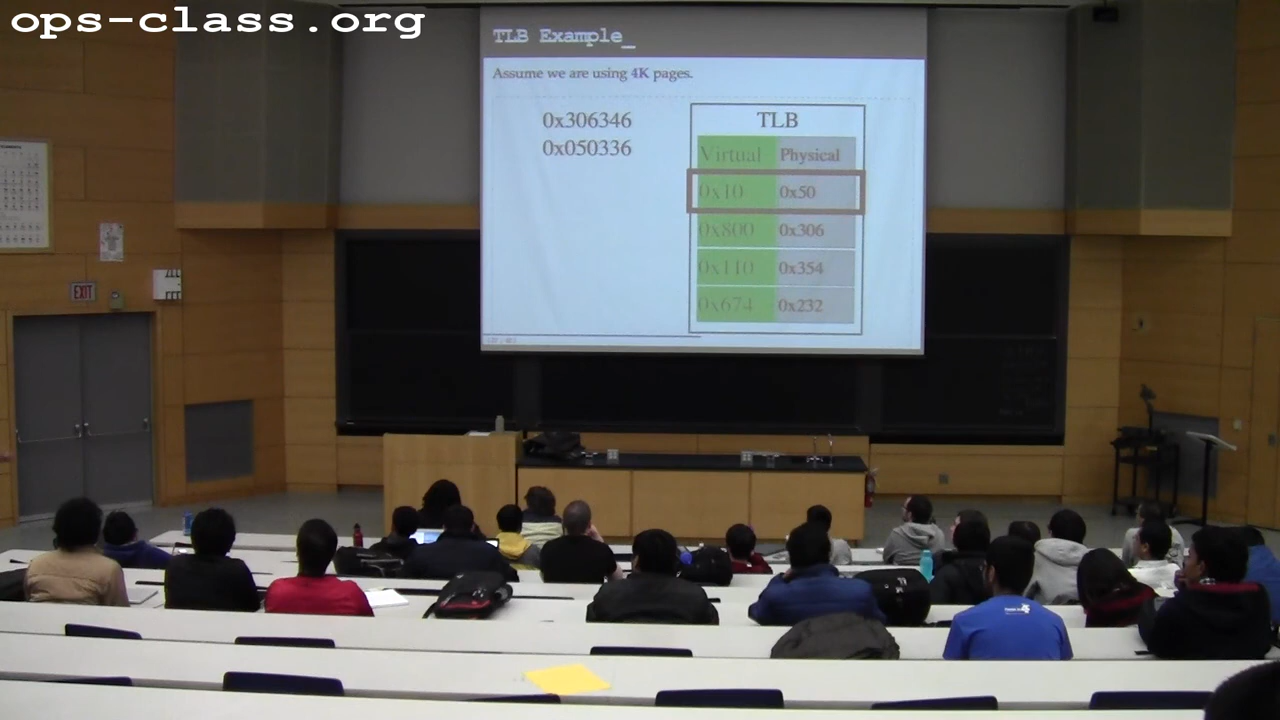 ops-class.org
TLB Example_
Assume we are using 4K pages.
0x306346
0x050336
TLB
Virtual Physical
0x10 0x50
0x800 0x306
0x110 0x354
0x674 0x232
EXIT